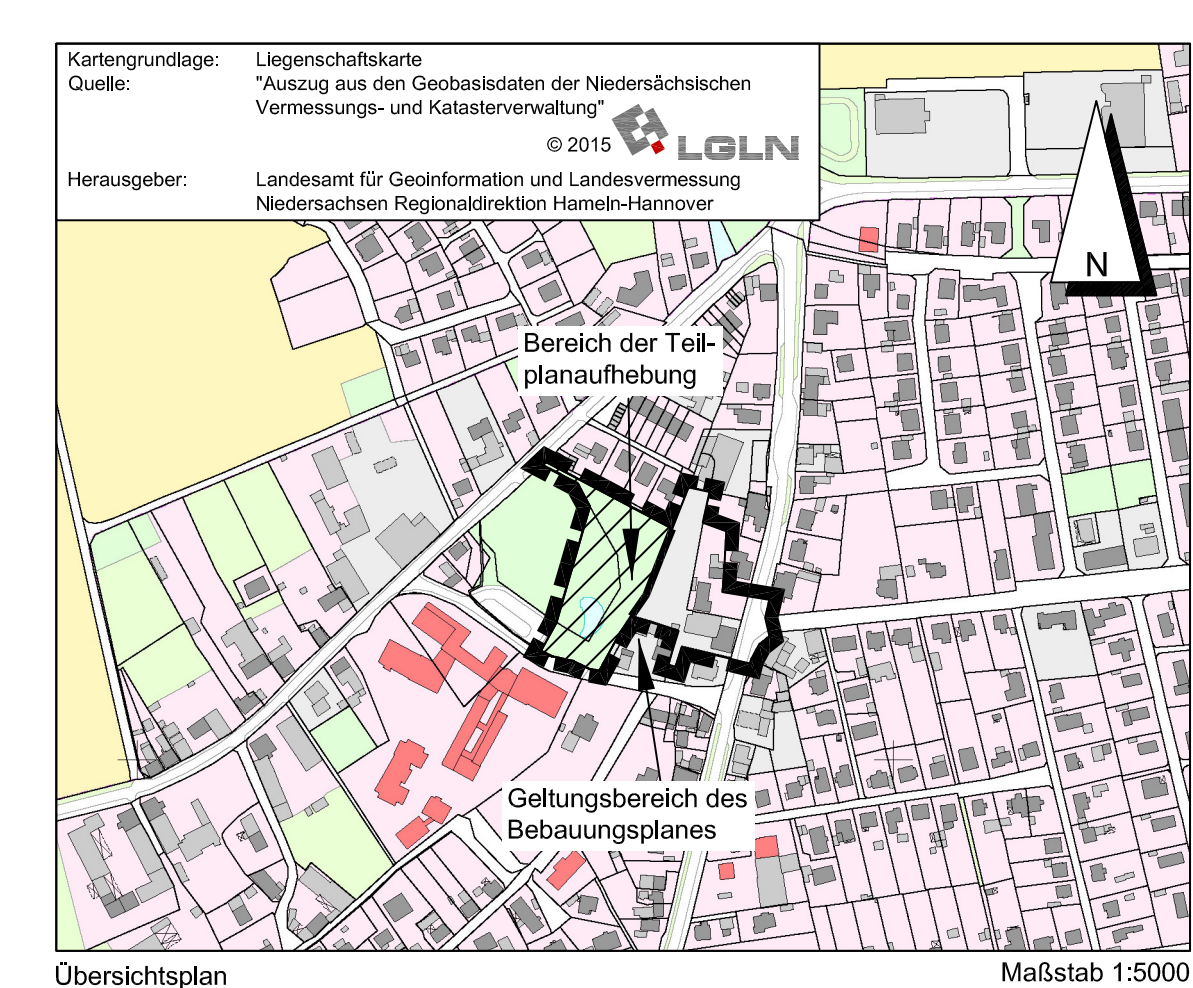 Kartengrundlage: Liegenschaftskarte
Quelle: "Auszug aus den Geobasisdaten der Niedersächsischen
Vermessungs- und Katasterverwaltung"
© 2015 LGLN
Herausgeber: Landesamt für Geoinformation und Landesvermessung
Niedersachsen Regionaldirektion Hameln-Hannover
N
Bereich der Teil-
planaufhebung
Geltungsbereich des
Bebauungsplanes
Übersichtsplan Maßstab 1:5000